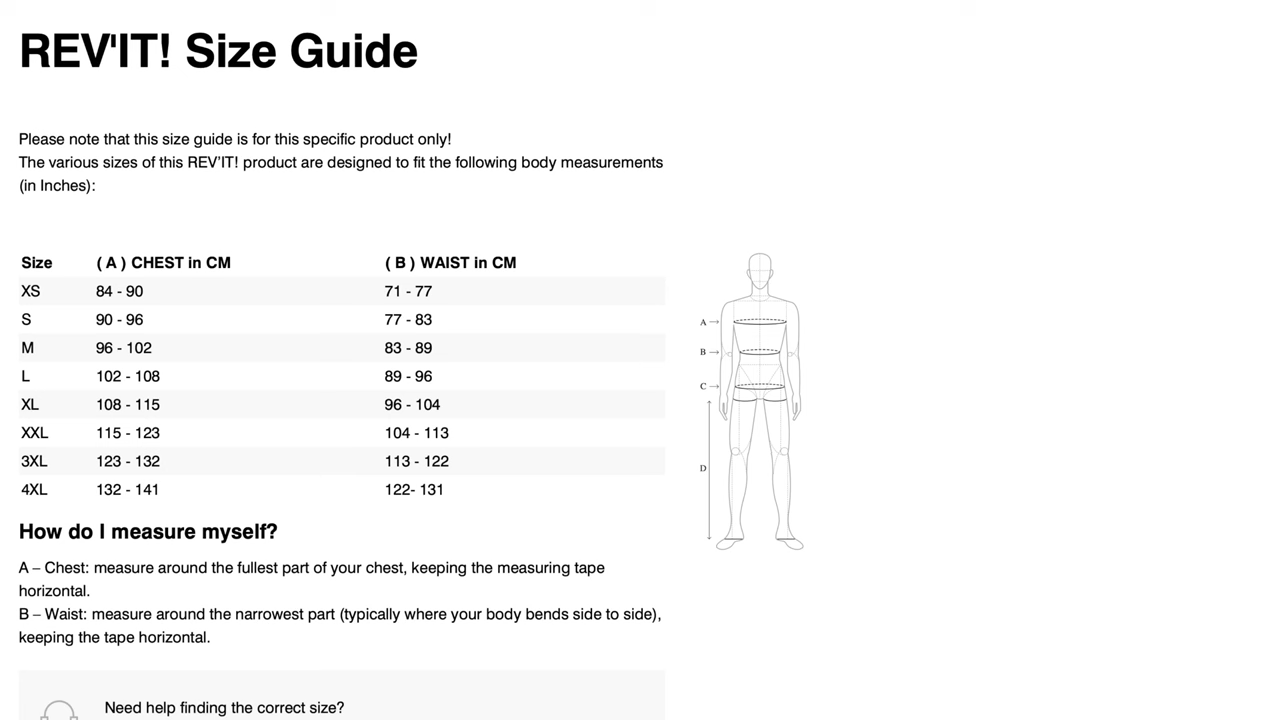 REV'IT! Size Guide
Please note that this size guide is for this specific product only!
The various sizes of this REV'IT! product are designed to fit the following body measurements
(in Inches):
Size ( A ) CHEST in CM ( B ) WAIST in CM
XS 84 - 90 71 - 77
S 90 - 96 77 - 83
M 96 - 102 83 - 89
L 102 - 108 89 - 96
XL 108 - 115 96 - 104
XXL 115 - 123 104 - 113
3XL 123 - 132 113 - 122
4XL 132 - 141 122- 131
A
B
C
D
How do I measure myself?
A – Chest: measure around the fullest part of your chest, keeping the measuring tape
horizontal.
B – Waist: measure around the narrowest part (typically where your body bends side to side),
keeping the tape horizontal.
Need help finding the correct size?